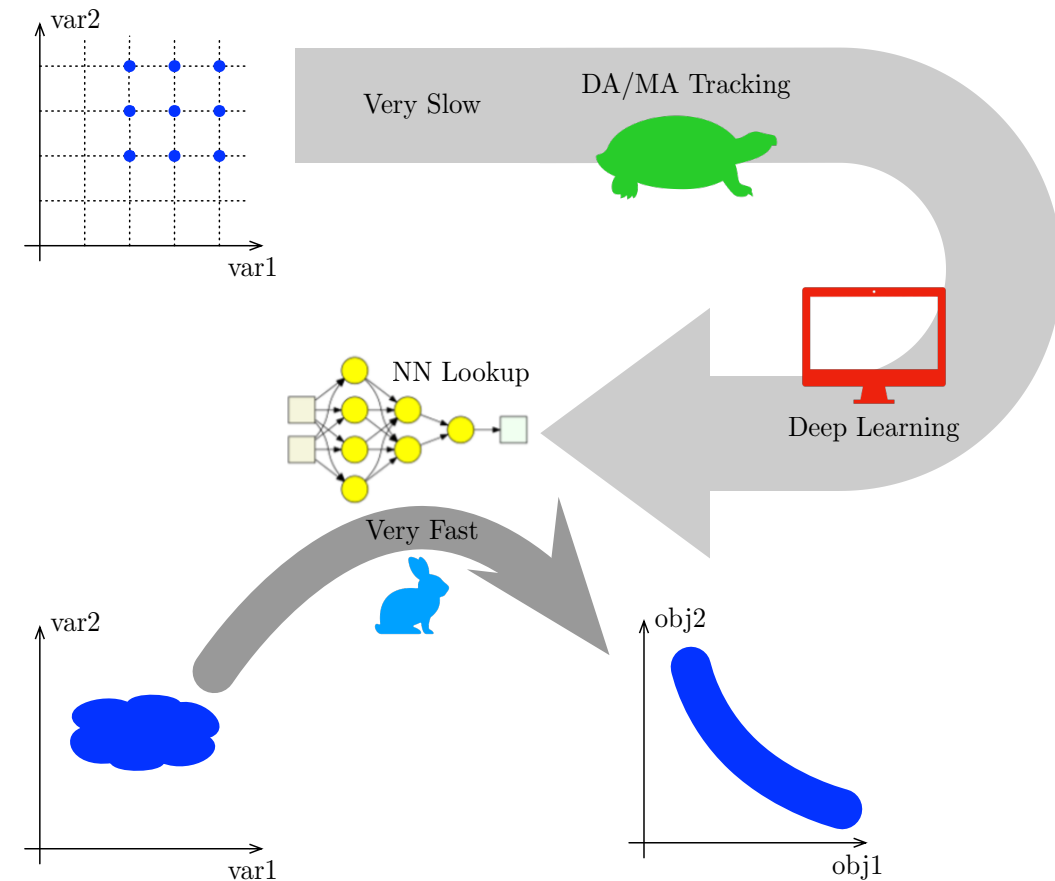 var2
var1
Very Slow
DA/MA Tracking
Deep Learning
NN Lookup
Very Fast
var2
var1
obj2
obj1